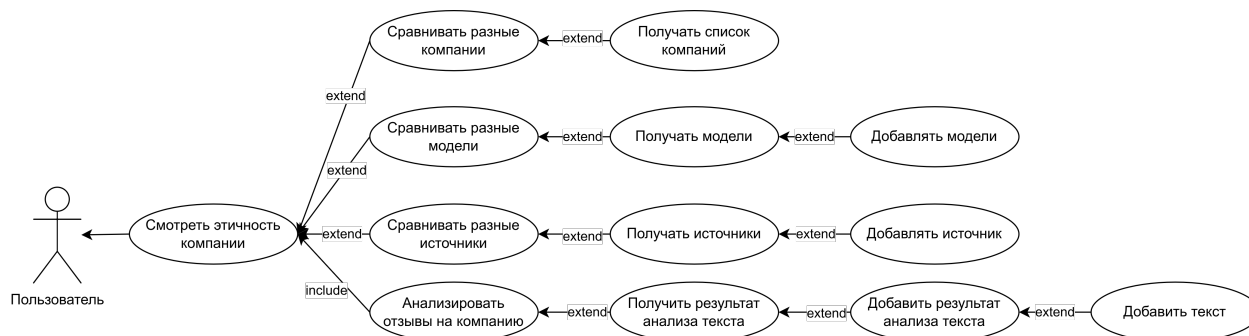 Сравнивать разные
компании
extend
Получать список
компаний
extend
Сравнивать разные
модели
extend
Получать модели
extend
Добавлять модели
extend
Смотреть этичность
компании
extend
Сравнивать разные
источники
extend
Получать источники
extend
Добавлять источник
Пользователь
include
Анализировать
отзывы на компанию
extend
Получить результат
анализа текста
extend
Добавить результат
анализа текста
extend
Добавить текст